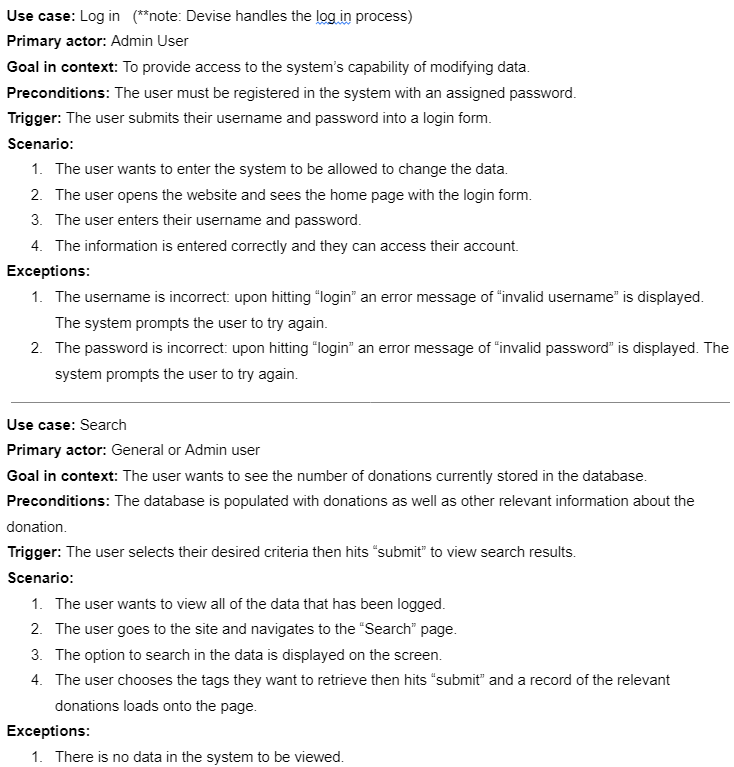 Use case: Log in   (**note: Devise handles the log in process)
Primary actor: Admin User
Goal in context: To provide access to the system's capability of modifying data.
Preconditions: The user must be registered in the system with an assigned password.
Trigger: The user submits their username and password into a login form.
Scenario:
1. The user wants to enter the system to be allowed to change the data.
2. The user opens the website and sees the home page with the login form.
3. The user enters their username and password.
4. The information is entered correctly and they can access their account.
Exceptions:
1. The username is incorrect: upon hitting “login” an error message of “invalid username” is displayed.
The system prompts the user to try again.
2. The password is incorrect: upon hitting “login” an error message of “invalid password” is displayed. The
system prompts the user to try again.
Use case: Search
Primary actor: General or Admin user
Goal in context: The user wants to see the number of donations currently stored in the database.
Preconditions: The database is populated with donations as well as other relevant information about the
donation.
Trigger: The user selects their desired criteria then hits “submit” to view search results.
Scenario:
1. The user wants to view all of the data that has been logged.
2. The user goes to the site and navigates to the “Search” page.
3. The option to search in the data is displayed on the screen.
4. The user chooses the tags they want to retrieve then hits “submit” and a record of the relevant
donations loads onto the page.
Exceptions:
1. There is no data in the system to be viewed.